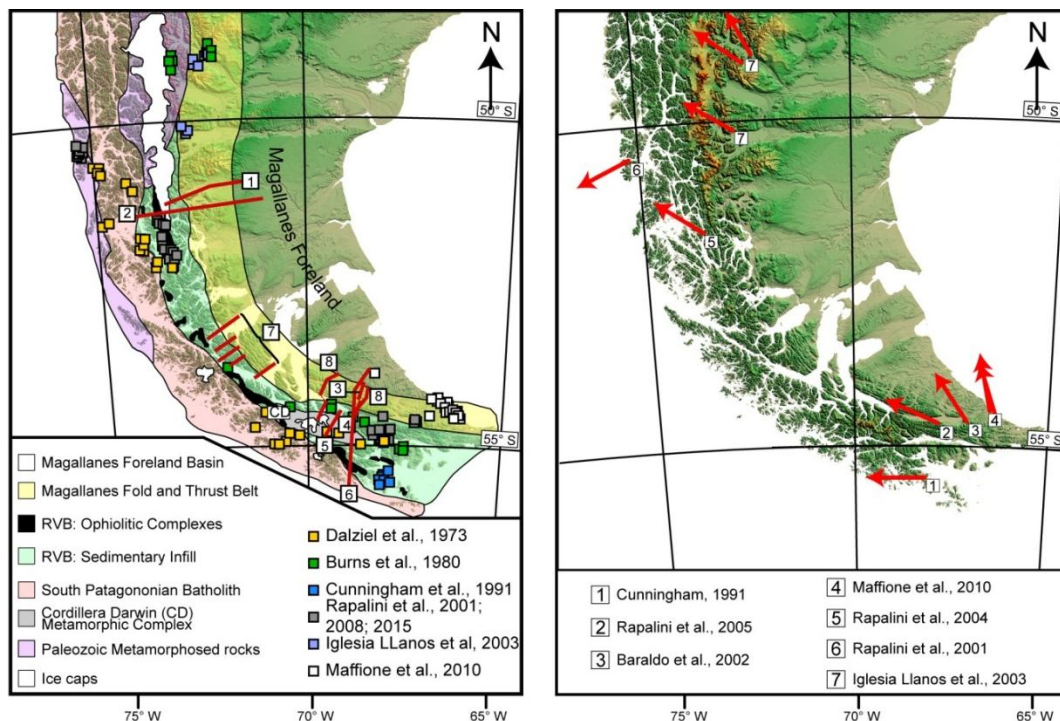 N
50° S
1
2
Magallanes Foreland
7
8
3
8
CD
4
5
55° S
6
Magallanes Foreland Basin
Magallanes Fold and Thrust Belt
RVB: Ophiolitic Complexes
RVB: Sedimentary Infill
South Patagononian Batholith
Cordillera Darwin (CD)
Metamorphic Complex
Paleozoic Metamorphosed rocks
Ice caps
Dalziel et al., 1973
Burns et al., 1980
Cunningham et al., 1991
Rapalini et al., 2001;
2008; 2015
Iglesia LLanos et al, 2003
Maffione et al., 2010
75° W
70° W
65° W
N
7
50° S
7
6
5
4
2
3
55° S
1
1 Cunningham, 1991
2 Rapalini et al., 2005
3 Baraldo et al., 2002
4 Maffione et al., 2010
5 Rapalini et al., 2004
6 Rapalini et al., 2001
7 Iglesia Llanos et al., 2003
75° W
70° W
65° W